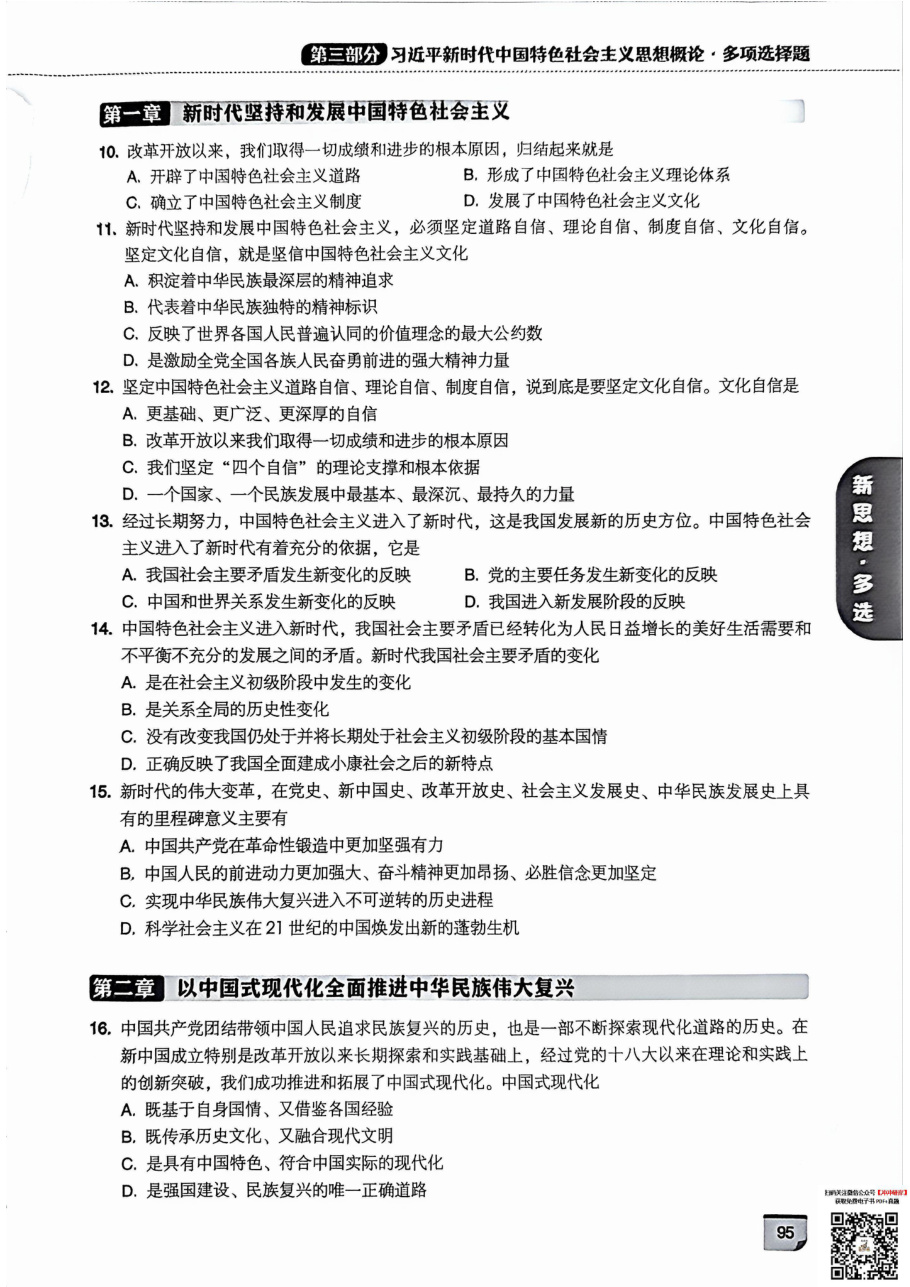 第三部分 习近平新时代中国特色社会主义思想概论·多项选择题
第一章 新时代坚持和发展中国特色社会主义
10. 改革开放以来，我们取得一切成绩和进步的根本原因，归结起来就是
A. 开辟了中国特色社会主义道路 B. 形成了中国特色社会主义理论体系
C. 确立了中国特色社会主义制度 D. 发展了中国特色社会主义文化
11. 新时代坚持和发展中国特色社会主义，必须坚定道路自信、理论自信、制度自信、文化自信。
坚定文化自信，就是坚信中国特色社会主义文化
A. 积淀着中华民族最深层的精神追求
B. 代表着中华民族独特的精神标识
C. 反映了世界各国人民普遍认同的价值理念的最大公约数
D. 是激励全党全国各族人民奋勇前进的强大精神力量
12. 坚定中国特色社会主义道路自信、理论自信、制度自信，说到底是要坚定文化自信。文化自信是
A. 更基础、更广泛、更深厚的自信
B. 改革开放以来我们取得一切成绩和进步的根本原因
C. 我们坚定“四个自信”的理论支撑和根本依据
D. 一个国家、一个民族发展中最基本、最深沉、最持久的力量
13. 经过长期努力，中国特色社会主义进入了新时代，这是我国发展新的历史方位。中国特色社会
主义进入了新时代有着充分的依据，它是
A. 我国社会主要矛盾发生新变化的反映 B. 党的主要任务发生新变化的反映
C. 中国和世界关系发生新变化的反映 D. 我国进入新发展阶段的反映
14. 中国特色社会主义进入新时代，我国社会主要矛盾已经转化为人民日益增长的美好生活需要和
不平衡不充分的发展之间的矛盾。新时代我国社会主要矛盾的变化
A. 是在社会主义初级阶段中发生的变化
B. 是关系全局的历史性变化
C. 没有改变我国仍处于并将长期处于社会主义初级阶段的基本国情
D. 正确反映了我国全面建成小康社会之后的新特点
15. 新时代的伟大变革，在党史、新中国史、改革开放史、社会主义发展史、中华民族发展史上具
有的里程碑意义主要有
A. 中国共产党在革命性锻造中更加坚强有力
B. 中国人民的前进动力更加强大、奋斗精神更加昂扬、必胜信念更加坚定
C. 实现中华民族伟大复兴进入不可逆转的历史进程
D. 科学社会主义在 21 世纪的中国焕发出新的蓬勃生机
新思想·多选
第二章 以中国式现代化全面推进中华民族伟大复兴
16. 中国共产党团结带领中国人民追求民族复兴的历史，也是一部不断探索现代化道路的历史。在
新中国成立特别是改革开放以来长期探索和实践基础上，经过党的十八大以来在理论和实践上
的创新突破，我们成功推进和拓展了中国式现代化。中国式现代化
A. 既基于自身国情、又借鉴各国经验
B. 既传承历史文化、又融合现代文明
C. 是具有中国特色、符合中国实际的现代化
D. 是强国建设、民族复兴的唯一正确道路
扫码关注微信公众号【冲冲研讯】
获取免费电子书PDF+真题
95